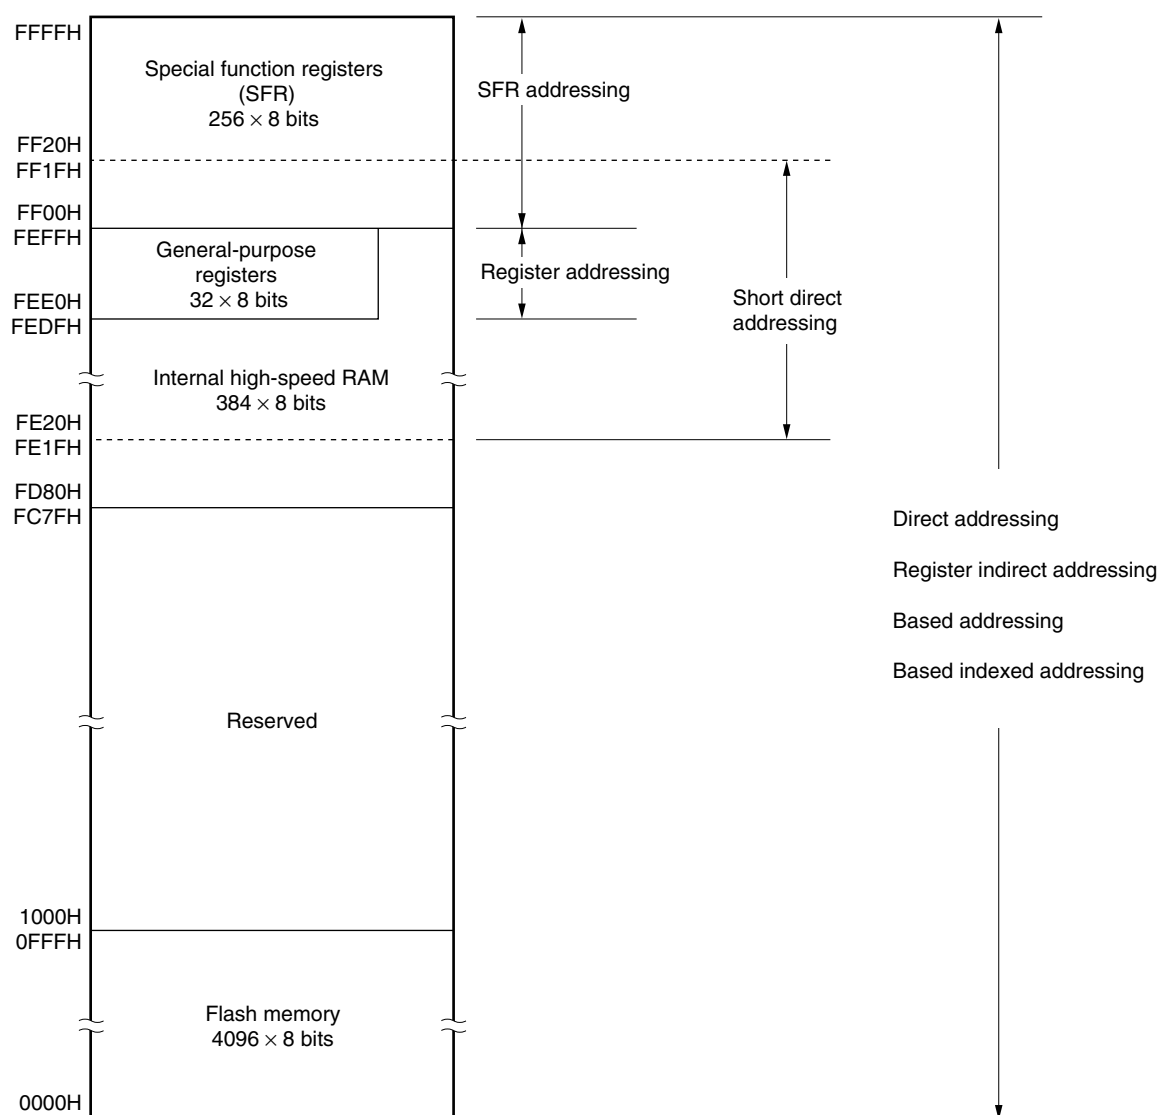 FFFFH
Special function registers
(SFR)
256 × 8 bits
SFR addressing
FF20H
FF1FH
FF00H
FEFFH
General-purpose
registers
32 × 8 bits
Register addressing
FEE0H
FEDFH
Short direct
addressing
Internal high-speed RAM
384 × 8 bits
FE20H
FE1FH
FD80H
FC7FH
Direct addressing
Register indirect addressing
Based addressing
Based indexed addressing
Reserved
1000H
0FFFH
Flash memory
4096 × 8 bits
0000H